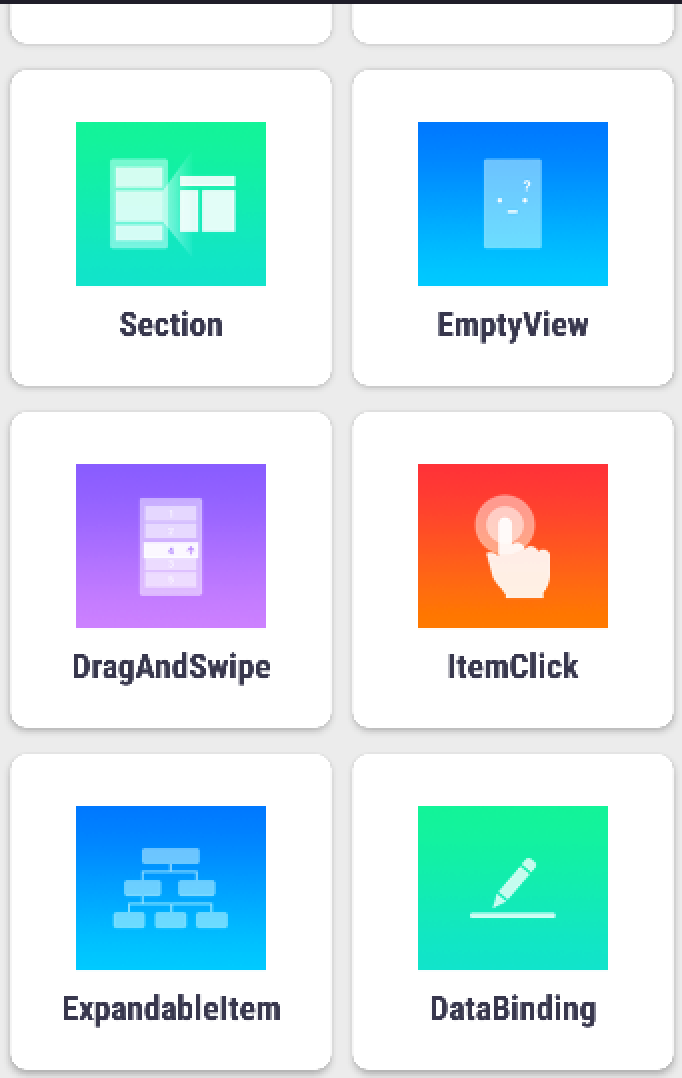 Section
?
EmptyView
DragAndSwipe
ItemClick
ExpandableItem
DataBinding